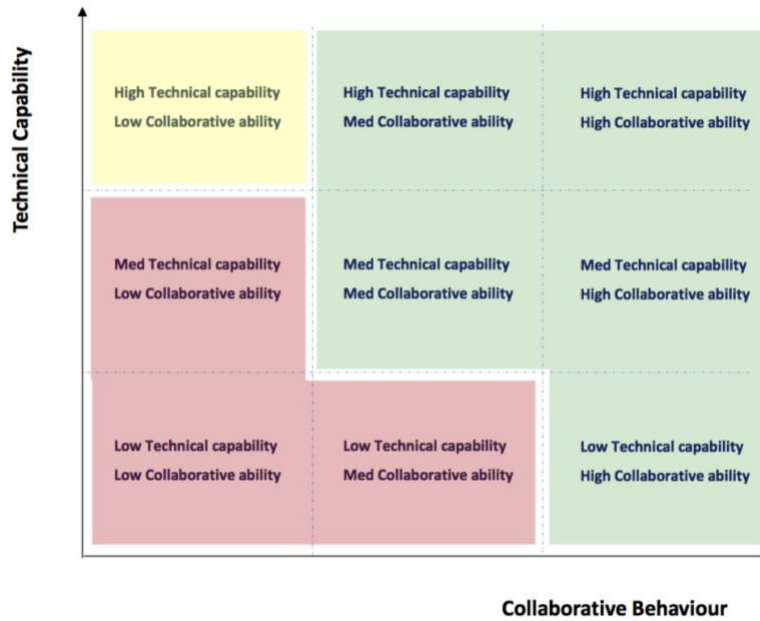 Technical Capability
High Technical capability
Low Collaborative ability
High Technical capability
Med Collaborative ability
High Technical capability
High Collaborative ability
Med Technical capability
Low Collaborative ability
Med Technical capability
Med Collaborative ability
Med Technical capability
High Collaborative ability
Low Technical capability
Low Collaborative ability
Low Technical capability
Med Collaborative ability
Low Technical capability
High Collaborative ability
Collaborative Behaviour